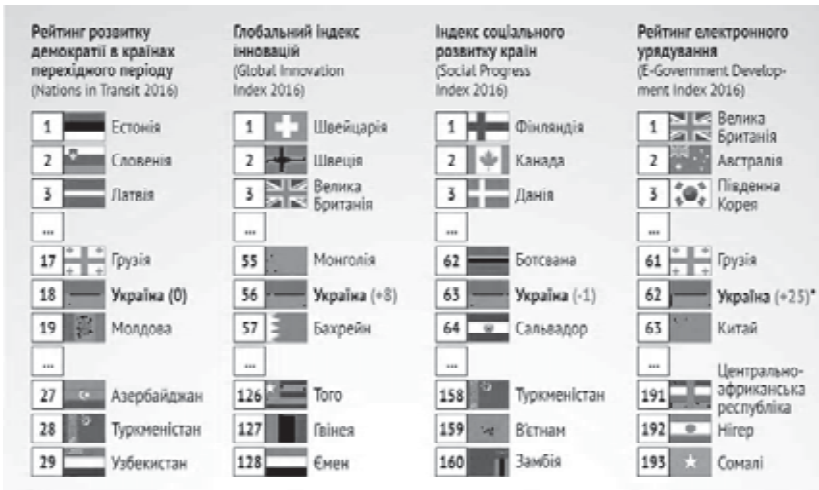 Рейтинг розвитку
демократії в країнах
перехідного періоду
(Nations in Transit 2016)
1 Естонія
2 Словенія
3 Латвія
...
17 Грузія
18 Україна (0)
19 Молдова
...
27 Азербайджан
28 Туркменістан
29 Узбекистан
Глобальний індекс
інновацій
(Global Innovation
Index 2016)
1 Швейцарія
2 Швеція
3 Велика
Британія
...
55 Монголія
56 Україна (+8)
57 Бахрейн
...
126 Того
127 Гвінея
128 Ємен
Індекс соціального
розвитку країн
(Social Progress
Index 2016)
1 Фінляндія
2 Канада
3 Данія
...
62 Ботсвана
63 Україна (-1)
64 Сальвадор
...
158 Туркменістан
159 В'єтнам
160 Замбія
Рейтинг електронного
урядування
(E-Government Develop-
ment Index 2016)
1 Велика
Британія
2 Австралія
3 Південна
Корея
...
61 Грузія
62 Україна (+25)*
63 Китай
...
191 Центрально-
африканська
республіка
192 Нігер
193 Сомалі